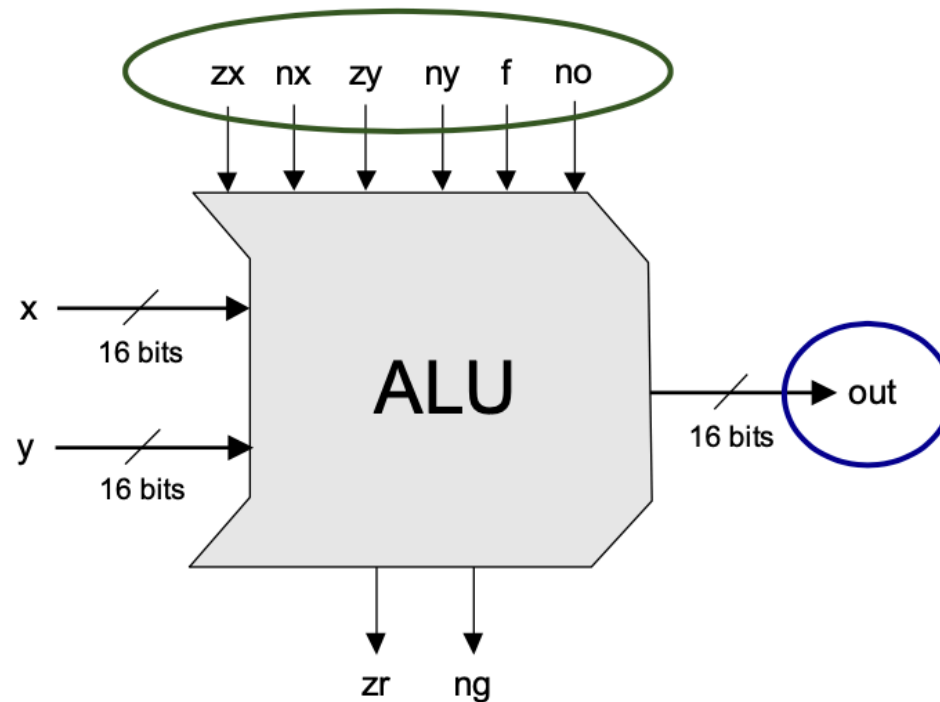 zx nx zy ny f no
x
16 bits
ALU
out
16 bits
y
16 bits
zr ng